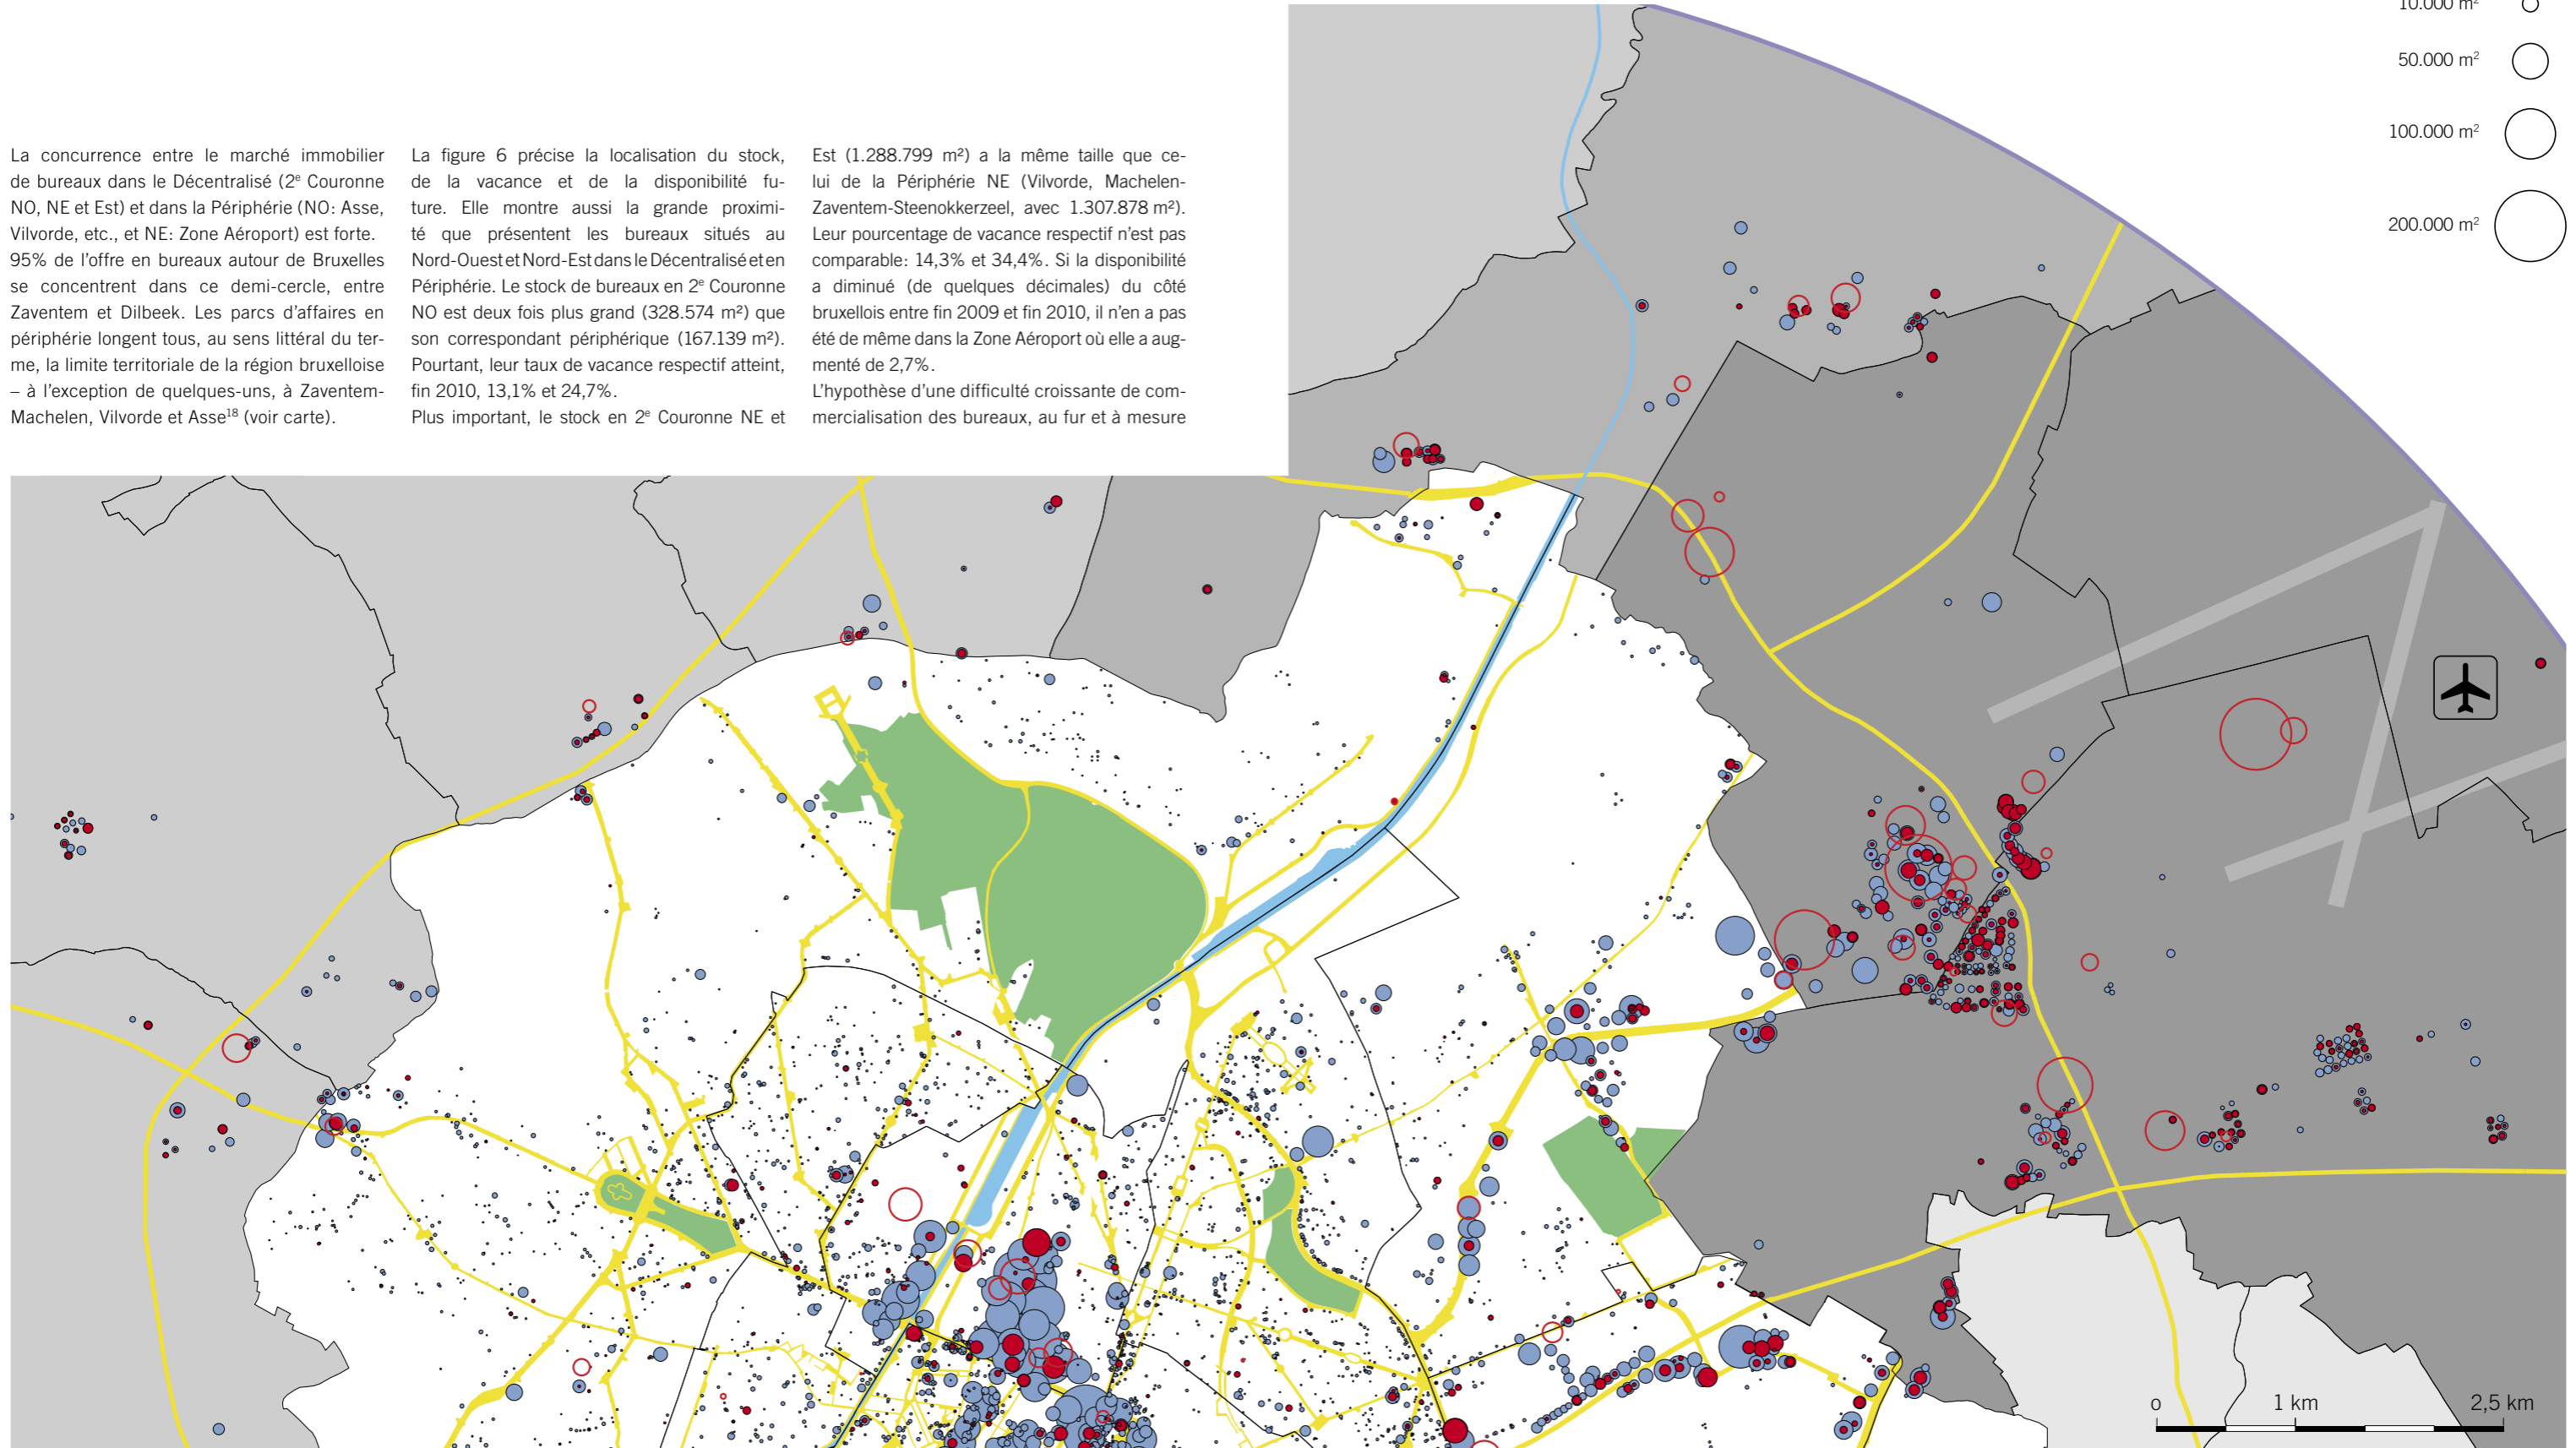 La concurrence entre le marché immobilier
de bureaux dans le Décentralisé (2e Couronne
NO, NE et Est) et dans la Périphérie (NO: Asse,
Vilvorde, etc., et NE: Zone Aéroport) est forte.
95% de l'offre en bureaux autour de Bruxelles
se concentrent dans ce demi-cercle, entre
Zaventem et Dilbeek. Les parcs d'affaires en
périphérie longent tous, au sens littéral du ter-
me, la limite territoriale de la région bruxelloise
– à l'exception de quelques-uns, à Zaventem-
Machelen, Vilvorde et Asse18 (voir carte).
La figure 6 précise la localisation du stock,
de la vacance et de la disponibilité fu-
ture. Elle montre aussi la grande proximi-
té que présentent les bureaux situés au
Nord-Ouest et Nord-Est dans le Décentralisé et en
Périphérie. Le stock de bureaux en 2e Couronne
NO est deux fois plus grand (328.574 m²) que
son correspondant périphérique (167.139 m²).
Pourtant, leur taux de vacance respectif atteint,
fin 2010, 13,1% et 24,7%.
Plus important, le stock en 2e Couronne NE et
Est (1.288.799 m²) a la même taille que ce-
lui de la Périphérie NE (Vilvorde, Machelen-
Zaventem-Steenokkerzeel, avec 1.307.878 m²).
Leur pourcentage de vacance respectif n'est pas
comparable: 14,3% et 34,4%. Si la disponibilité
a diminué (de quelques décimales) du côté
bruxellois entre fin 2009 et fin 2010, il n'en a pas
été de même dans la Zone Aéroport où elle a aug-
menté de 2,7%.
L'hypothèse d'une difficulté croissante de com-
mercialisation des bureaux, au fur et à mesure
10.000 m²
50.000 m²
100.000 m²
200.000 m²
0 1 km 2,5 km